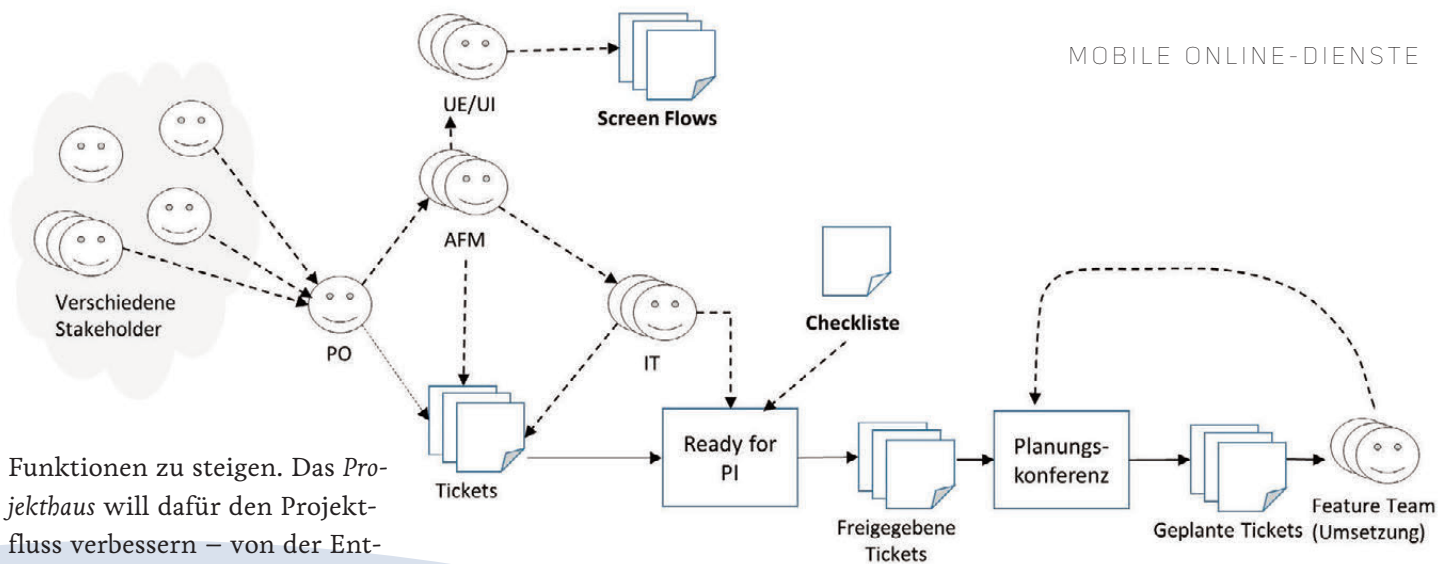 MOBILE ONLINE-DIENSTE
UE/UI
Screen Flows
AFM
Verschiedene
Stakeholder
PO
IT
Checkliste
Tickets
Ready for
PI
Freigegebene
Tickets
Planungs-
konferenz
Geplante Tickets
Feature Team
(Umsetzung)
Funktionen zu steigen. Das Pro-
jekthaus will dafür den Projekt-
fluss verbessern – von der Ent-